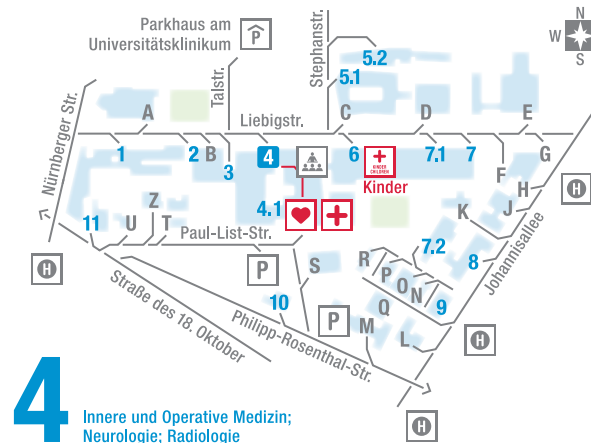 Parkhaus am
Universitätsklinikum
P
N
W
S
Nürnberger Str.
Talstr.
Stephanstr.
5.2
5.1
A
Liebigstr.
C
D
E
1
2
B
3
4
6
KINDER
CHILDREN
Kinder
7.1
7
F
G
H
H
J
K
Johannisallee
4.1
11
U
Z
T
Paul-List-Str.
H
P
S
R
P
O
N
7.2
8
9
Q
10
P
M
L
H
Straße des 18. Oktober
Philipp-Rosenthal-Str.
H
4
Innere und Operative Medizin;
Neurologie; Radiologie